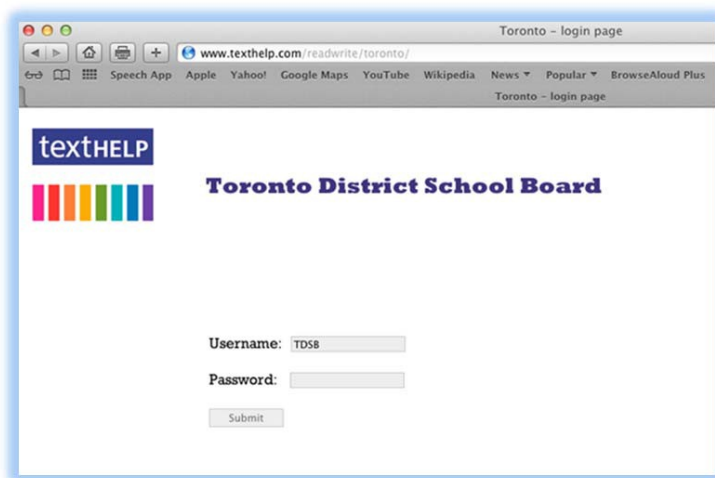 Toronto – login page
www.texthelp.com/readwrite/toronto/
Speech App Apple Yahoo! Google Maps YouTube Wikipedia News Popular BrowseAloud Plus
Toronto – login page
textHELP
Toronto District School Board
Username: TDSB
Password:
Submit